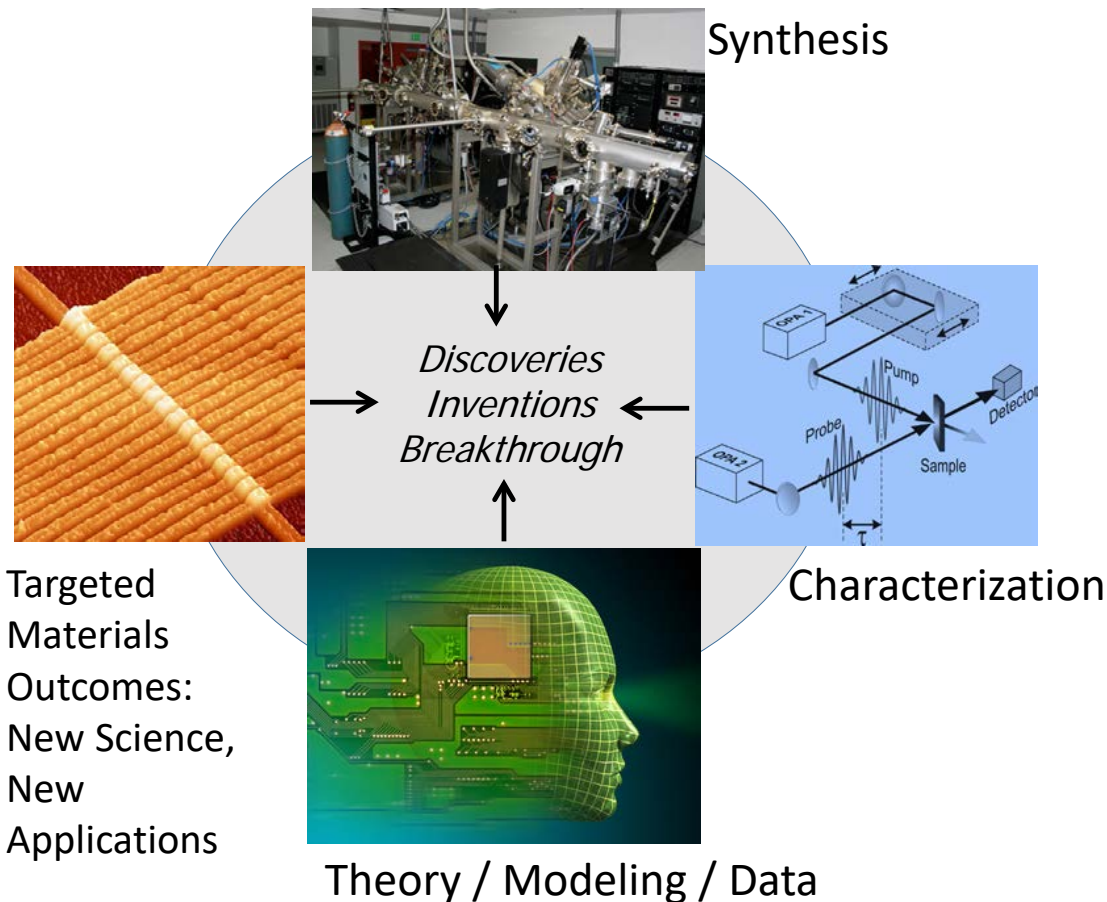 Synthesis
Discoveries
Inventions
Breakthrough
OPA 1
Pump
Detector
Probe
OPA 2
Sample
τ
Targeted
Materials
Outcomes:
New Science,
New
Applications
Characterization
Theory / Modeling / Data